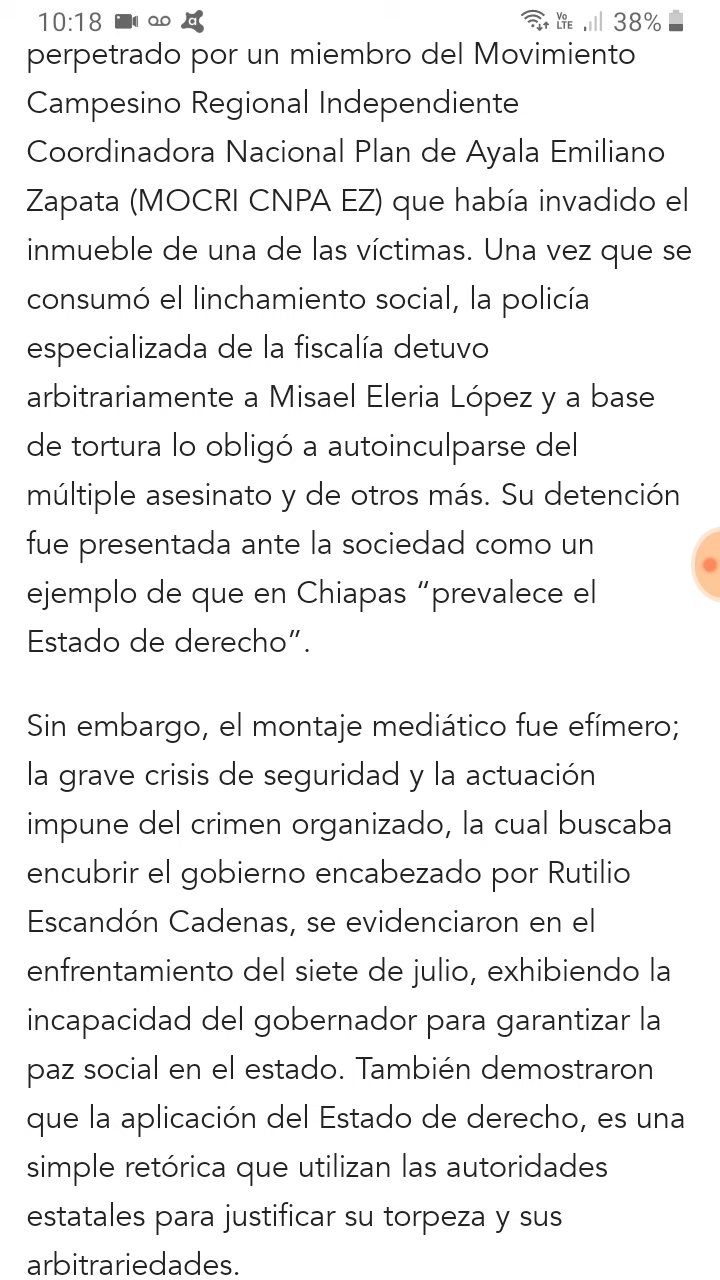 10:18 Vo LTE 38%
perpetrado por un miembro del Movimiento
Campesino Regional Independiente
Coordinadora Nacional Plan de Ayala Emiliano
Zapata (MOCRI CNPA EZ) que había invadido el
inmueble de una de las víctimas. Una vez que se
consumó el linchamiento social, la policía
especializada de la fiscalía detuvo
arbitrariamente a Misael Eleria López y a base
de tortura lo obligó a autoinculparse del
múltiple asesinato y de otros más. Su detención
fue presentada ante la sociedad como un
ejemplo de que en Chiapas “prevalece el
Estado de derecho”.
Sin embargo, el montaje mediático fue efímero;
la grave crisis de seguridad y la actuación
impune del crimen organizado, la cual buscaba
encubrir el gobierno encabezado por Rutilio
Escandón Cadenas, se evidenciaron en el
enfrentamiento del siete de julio, exhibiendo la
incapacidad del gobernador para garantizar la
paz social en el estado. También demostraron
que la aplicación del Estado de derecho, es una
simple retórica que utilizan las autoridades
estatales para justificar su torpeza y sus
arbitrariedades.